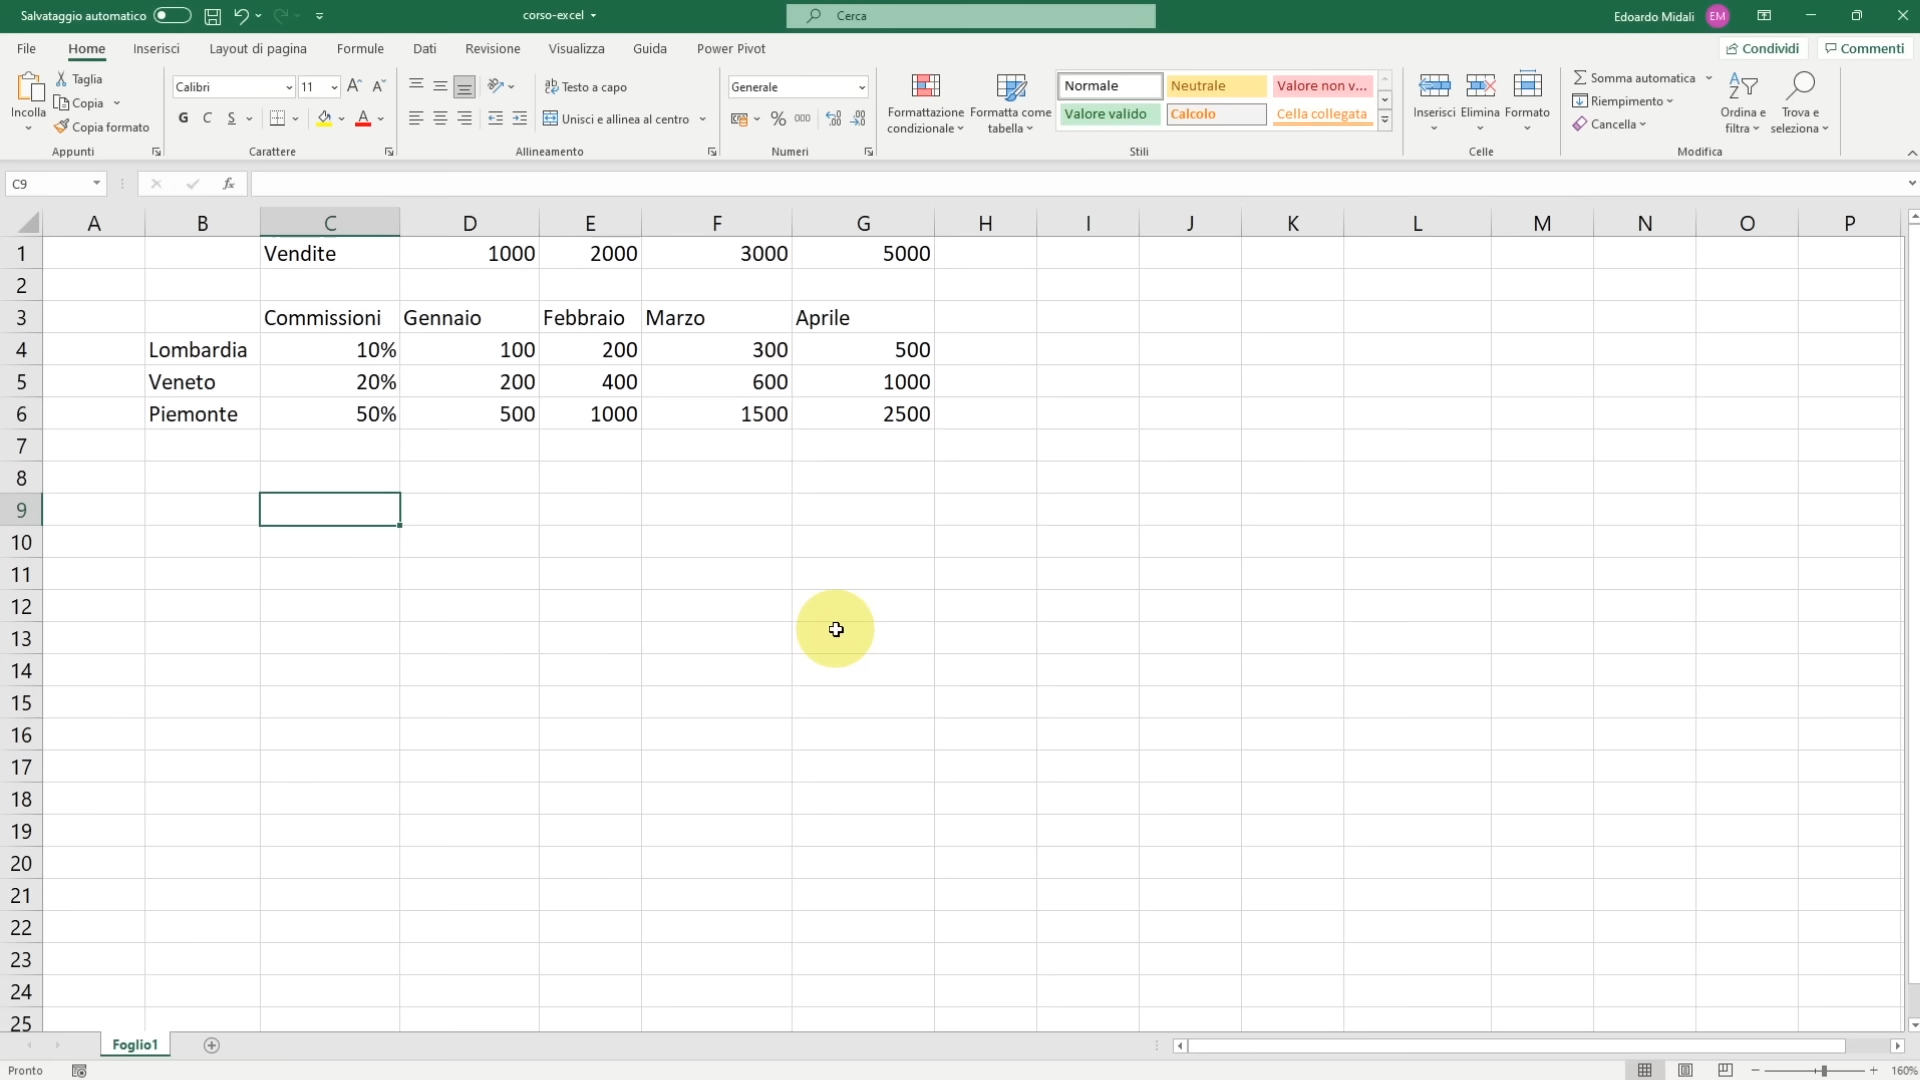 Salvataggio automatico corso-excel Cerca Edoardo Midali EM
File Home Inserisci Layout di pagina Formule Dati Revisione Visualizza Guida Power Pivot Condividi Commenti
Incolla
Taglia
Copia
Copia formato
Appunti
Calibri 11
G C S
Carattere
Testo a capo
Unisci e allinea al centro
Allineamento
Generale
% 000
Numeri
Formattazione condizionale
Formatta come tabella
Normale Neutrale Valore non v...
Valore valido Calcolo Cella collegata
Stili
Inserisci Elimina Formato
Celle
Somma automatica
Riempimento
Cancella
Ordina e filtra
Trova e seleziona
Modifica
C9 fx
A B C D E F G H I J K L M N O P
1 Vendite 1000 2000 3000 5000
2
3 Commissioni Gennaio Febbraio Marzo Aprile
4 Lombardia 10% 100 200 300 500
5 Veneto 20% 200 400 600 1000
6 Piemonte 50% 500 1000 1500 2500
7
8
9
10
11
12
13
14
15
16
17
18
19
20
21
22
23
24
25
Foglio1
Pronto 160%